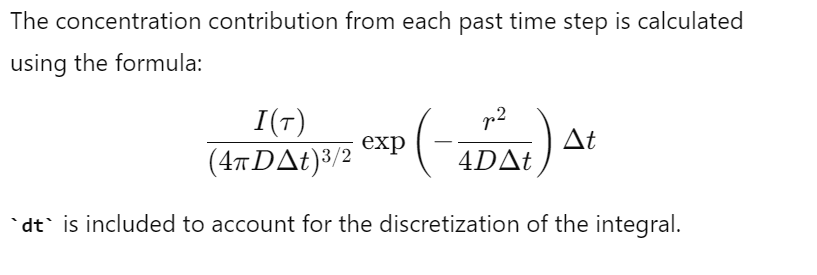 The concentration contribution from each past time step is calculated
using the formula:
I(τ) / (4πDΔt)^{3/2} exp(−r² / 4DΔt) Δt
`dt` is included to account for the discretization of the integral.